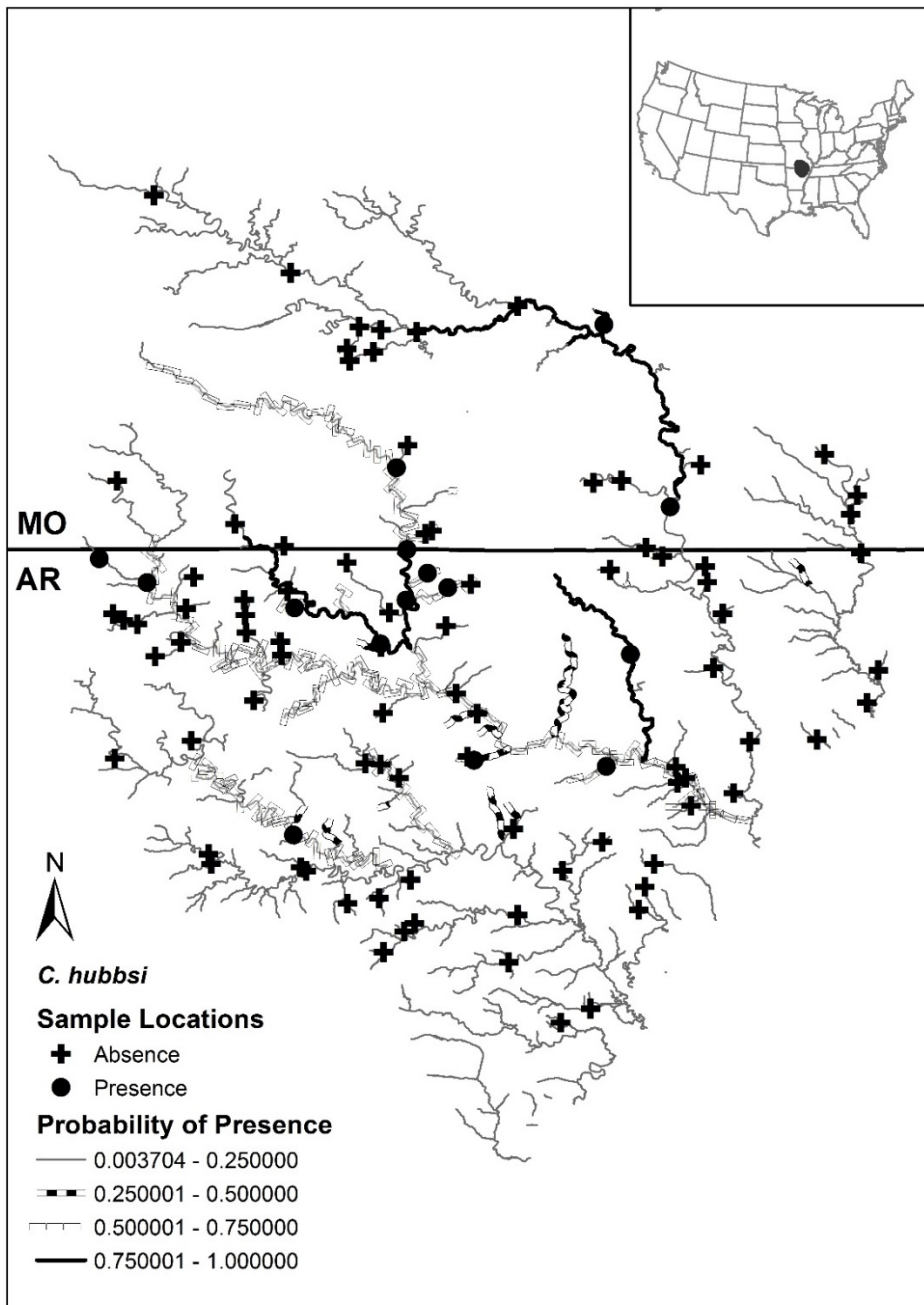 MO
AR
N
C. hubbsi
Sample Locations
Absence
Presence
Probability of Presence
0.003704 - 0.250000
0.250001 - 0.500000
0.500001 - 0.750000
0.750001 - 1.000000